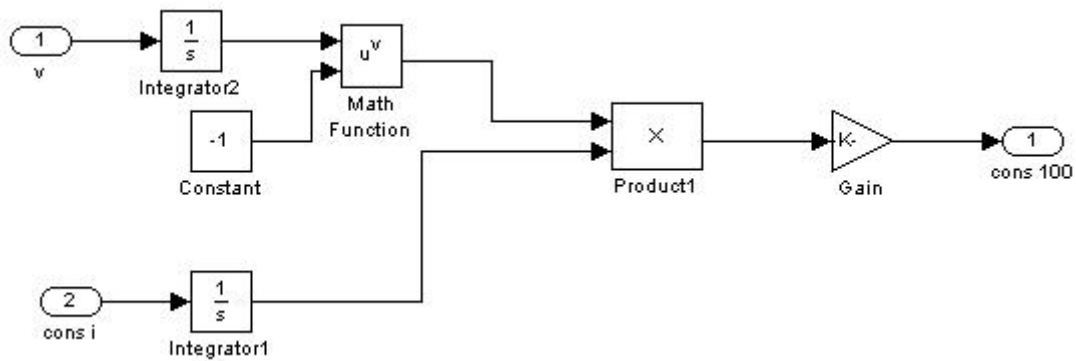 1
v
1
s
Integrator2
u^v
Math
Function
-1
Constant
×
Product1
K-
Gain
1
cons 100
2
cons i
1
s
Integrator1